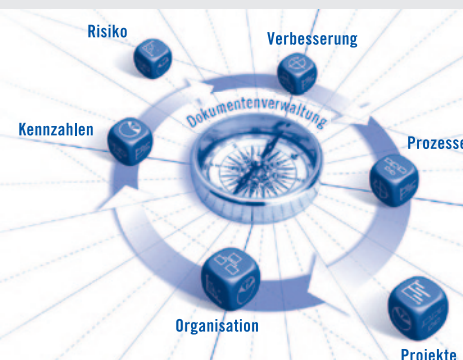 Risiko
Verbesserung
Dokumentenverwaltung
Kennzahlen
Prozesse
Organisation
Projekte